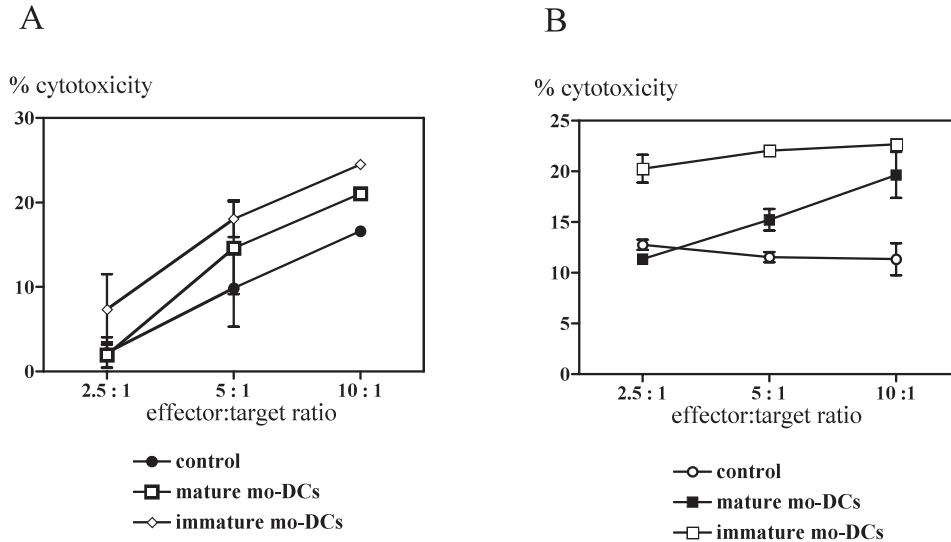 A
% cytotoxicity
30
20
10
0
2.5 : 1 5 : 1 10 : 1
effector:target ratio
control
mature mo-DCs
immature mo-DCs
B
% cytotoxicity
25
20
15
10
5
0
2.5 : 1 5 : 1 10 : 1
effector:target ratio
control
mature mo-DCs
immature mo-DCs